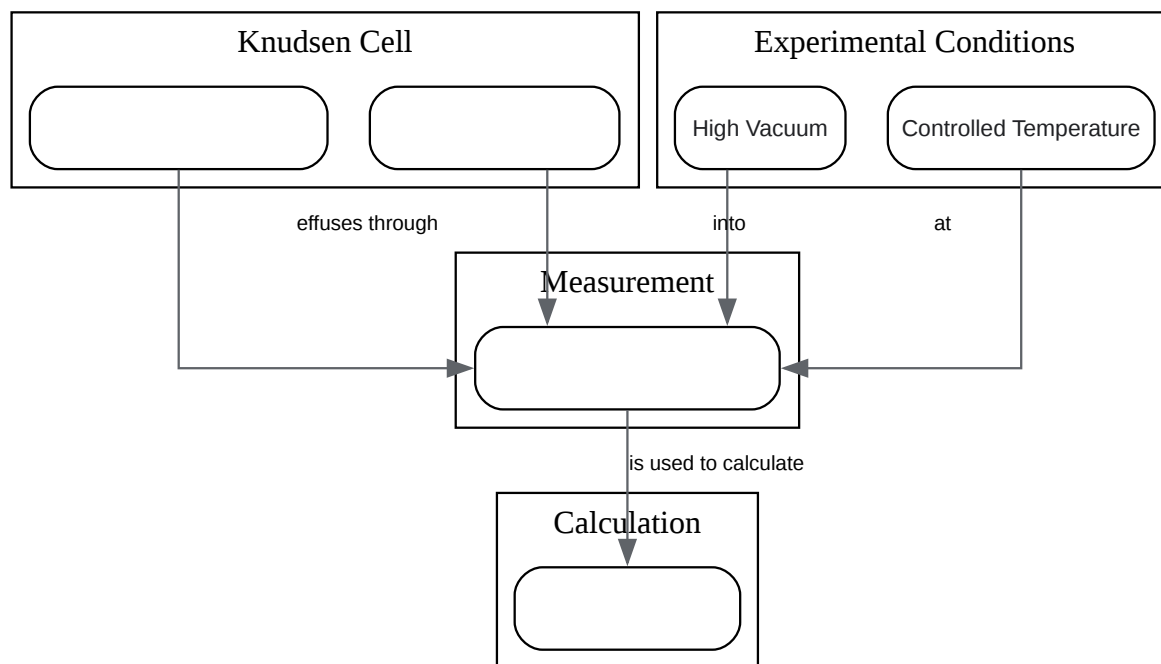 Knudsen Cell
Experimental Conditions
High Vacuum
Controlled Temperature
effuses through
into
at
Measurement
is used to calculate
Calculation